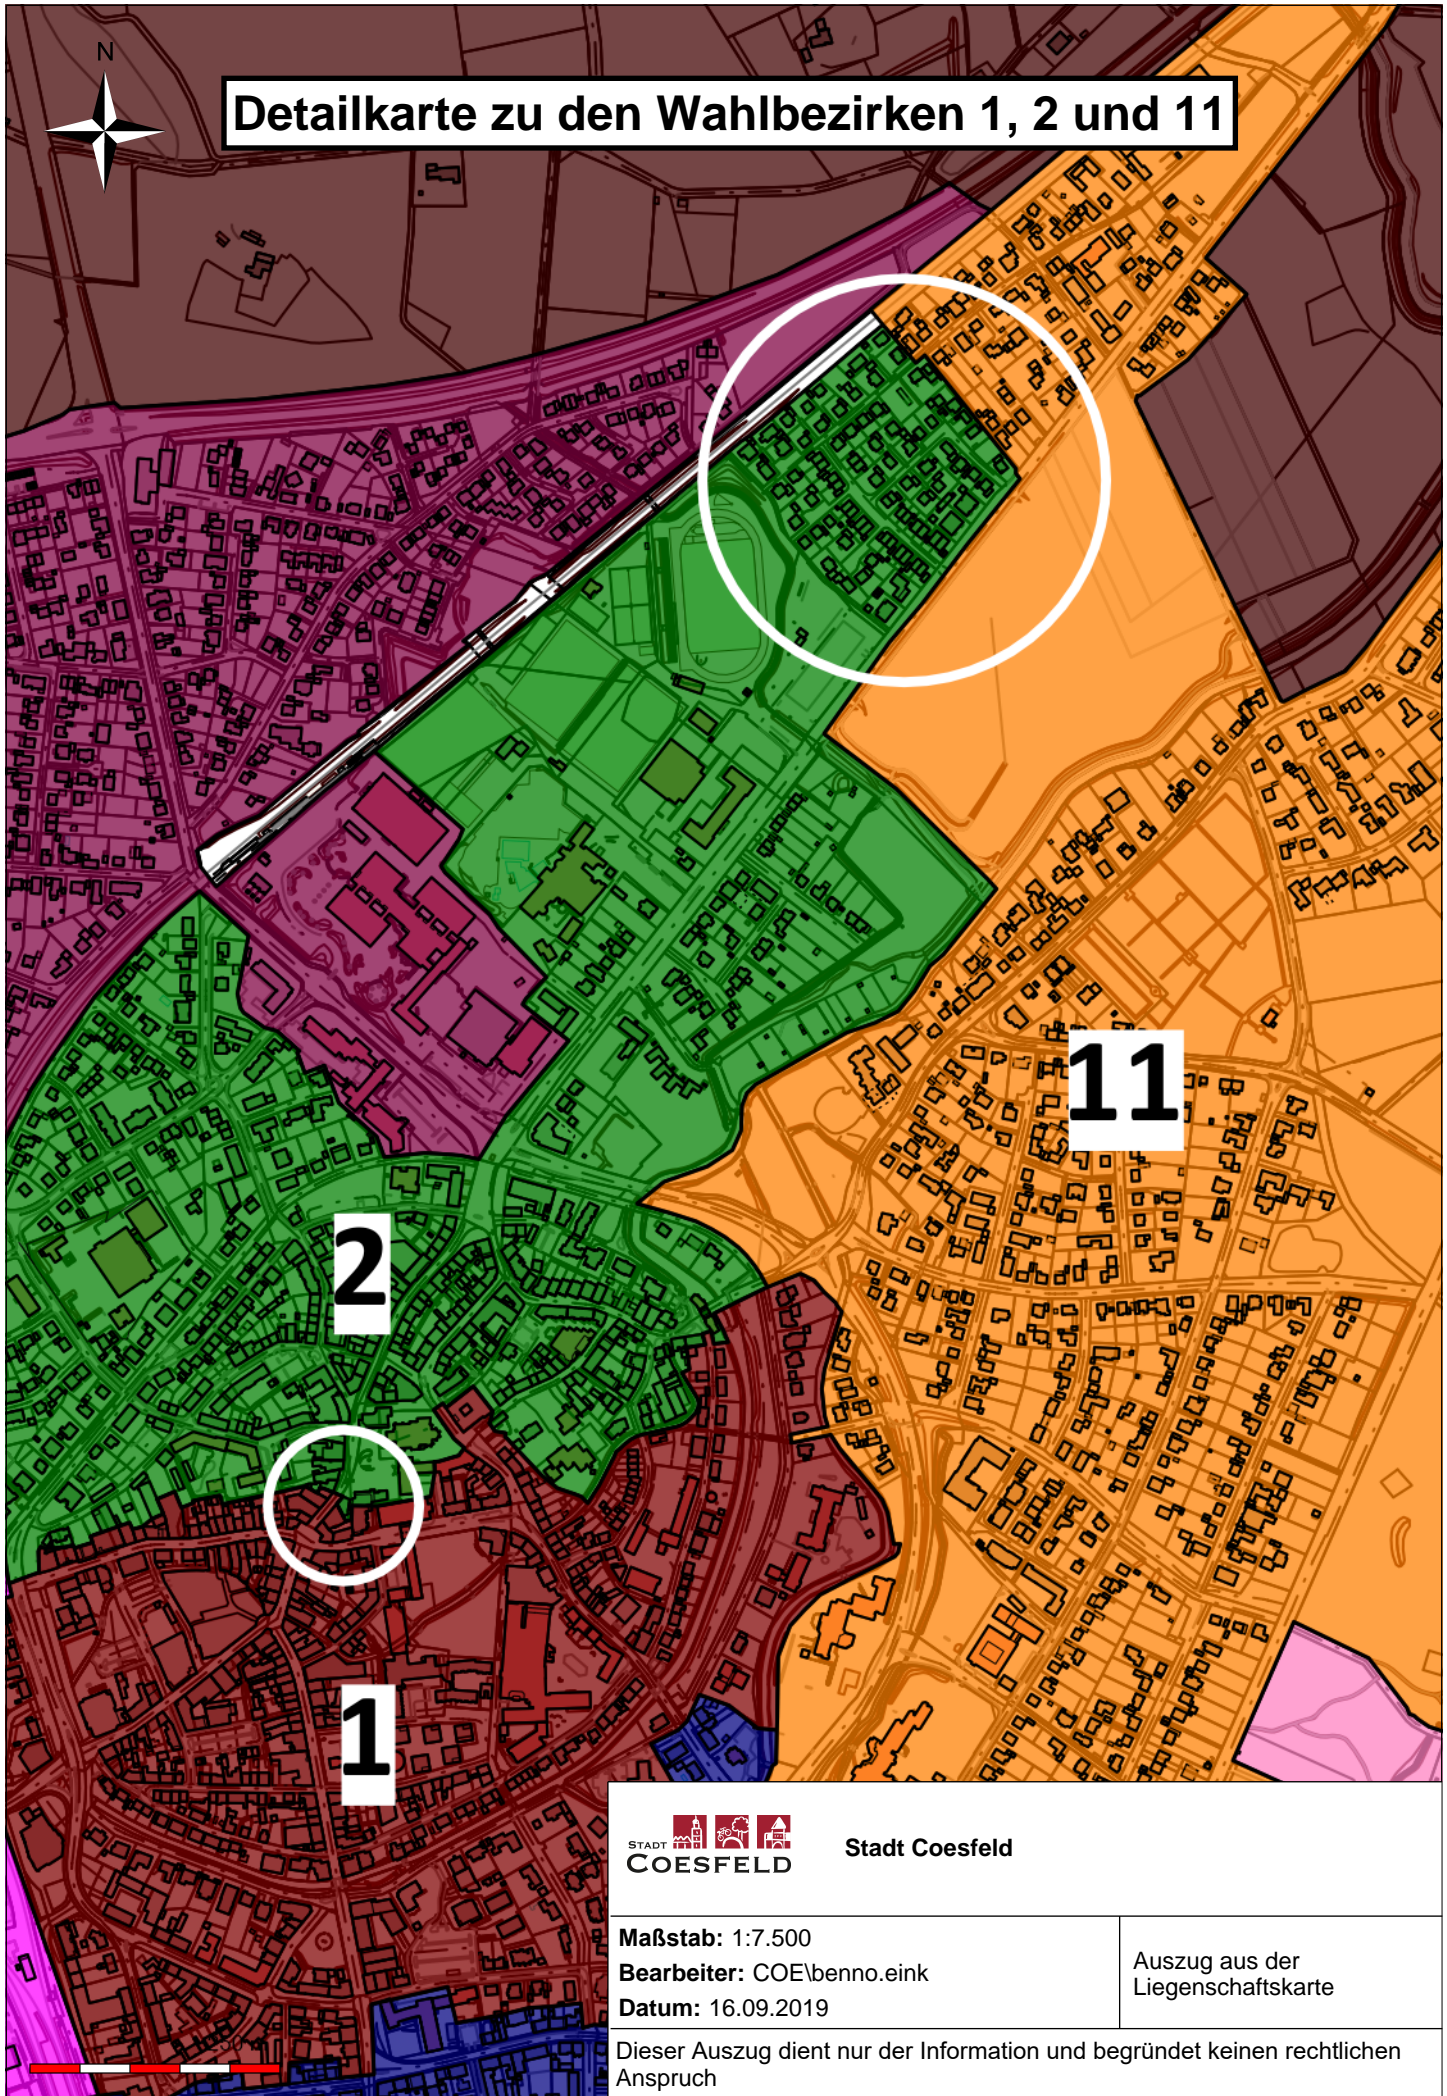 N
Detailkarte zu den Wahlbezirken 1, 2 und 11
11
2
1
STADT
COESFELD
Stadt Coesfeld
Maßstab: 1:7.500
Bearbeiter: COE\benno.eink
Datum: 16.09.2019
Auszug aus der
Liegenschaftskarte
Dieser Auszug dient nur der Information und begründet keinen rechtlichen
Anspruch